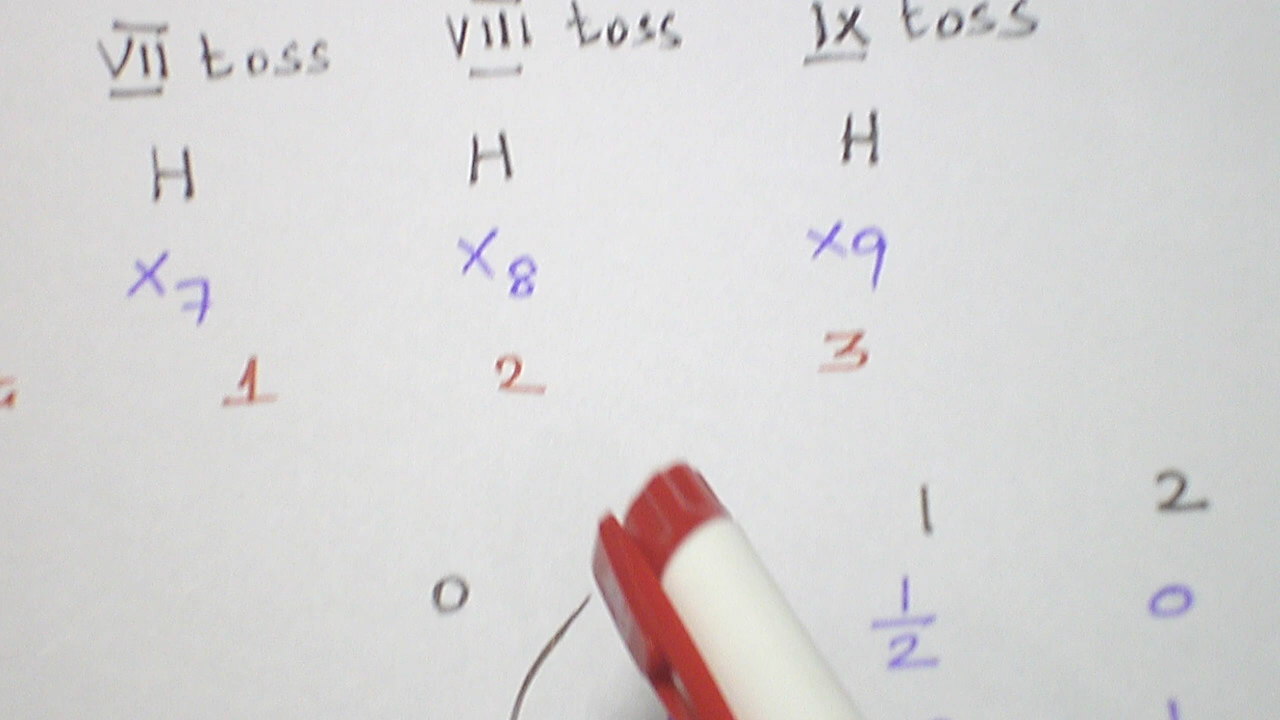 VII toss VIII toss IX toss
H H H
X7 X8 X9
1 2 3
1 2
0 1/2 0